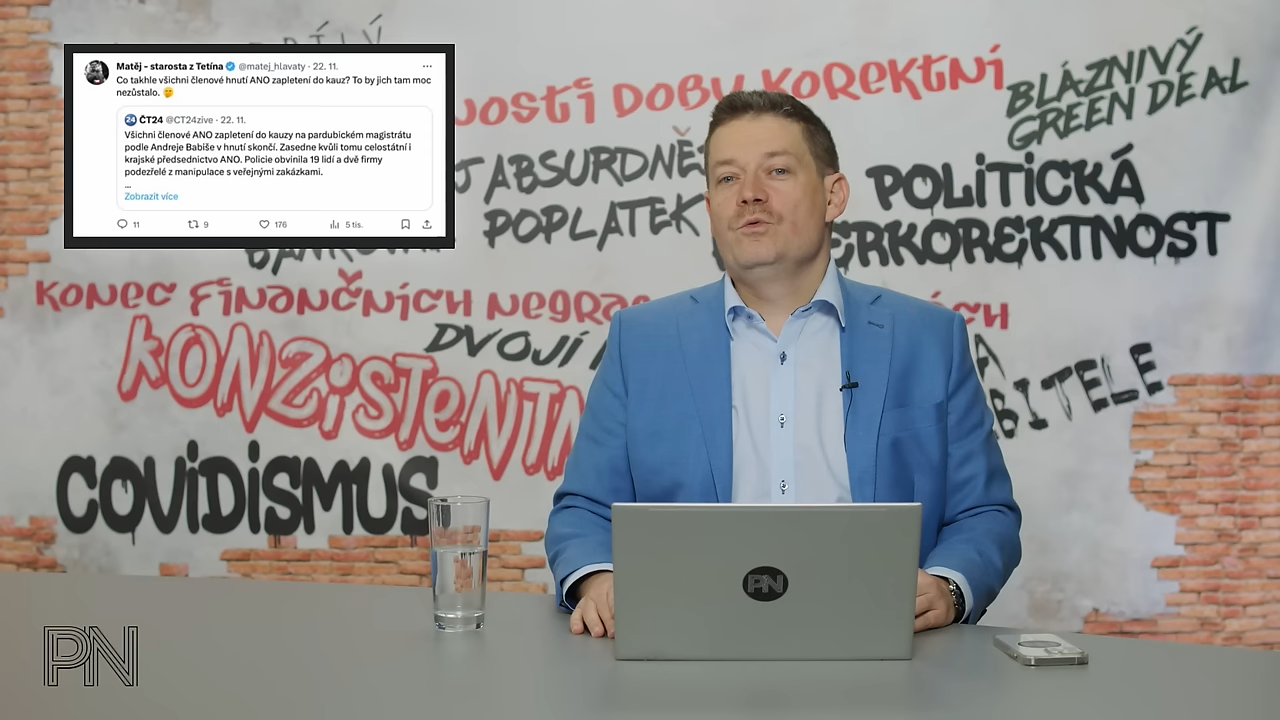 Matěj – starosta z Tetína @matej_hlavaty · 22. 11.
Co takhle všichni členové hnutí ANO zapletení do kauz? To by jich tam moc
nezůstalo.
24 ČT24 @CT24zive · 22. 11.
Všichni členové ANO zapletení do kauzy na pardubickém magistrátu
podle Andreje Babiše v hnutí skončí. Zasedne kvůli tomu celostátní i
krajské předsednictvo ANO. Policie obvinila 19 lidí a dvě firmy
podezřelé z manipulace s veřejnými zakázkami.
...
Zobrazit více
11 9 176 5 tis.
DOBY KOREKTNÍ
BLÁZNIVÝ
GREEN DEAL
ABSURDNĚ
POPLATEK
POLITICKÁ
KONEC FINANČNÍCH
DVOJÍ
KONZISTENTN
COVIDISMUS
PN
PN